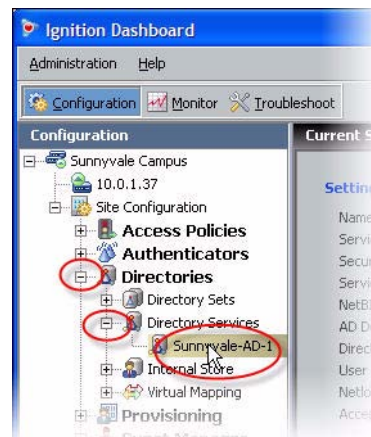 Ignition Dashboard
Administration Help
Configuration Monitor Troubleshoot
Configuration
Current S
Sunnyvale Campus
10.0.1.37
Site Configuration
Access Policies
Authenticators
Directories
Directory Sets
Directory Services
Sunnyvale-AD-1
Internal Store
Virtual Mapping
Provisioning
Settin
Name
Servi
Secur
Servi
NetBI
AD D
Direct
User
Netlo
Accep